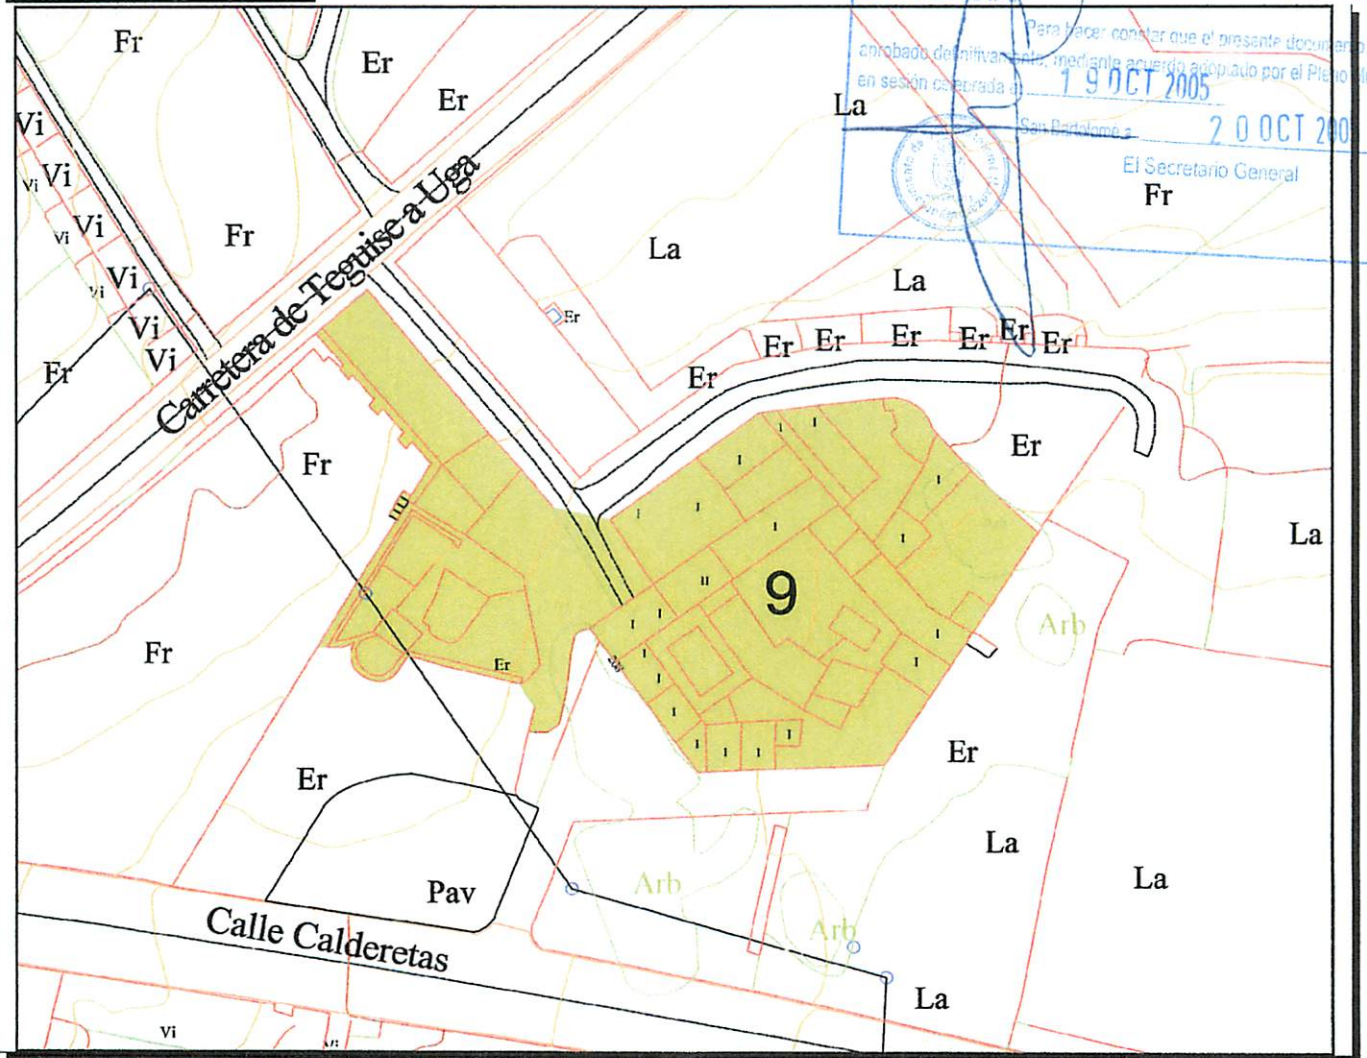 Fr
Er
Er
La
Para hacer constar que el presente documento
aprobado definitivamente, mediante acuerdo adoptado por el Pleno
en sesión celebrada
19 OCT 2005
San Bartolomé a
20 OCT 200
El Secretario General
Fr
Vi
Vi
Vi
Vi
Vi
Vi
Vi
Vi
Vi
Fr
Fr
Carretera de Teguise a Uga
La
La
Er
Er
Er
Er
Er
Er
Er
Er
Fr
Er
I
I
I
I
I
I
I
I
II
9
La
Arb
Fr
I
I
I
I
I
I
I
I
I
I
I
Er
Er
Er
La
La
Pav
Arb
Arb
Calle Calderetas
La
Vi